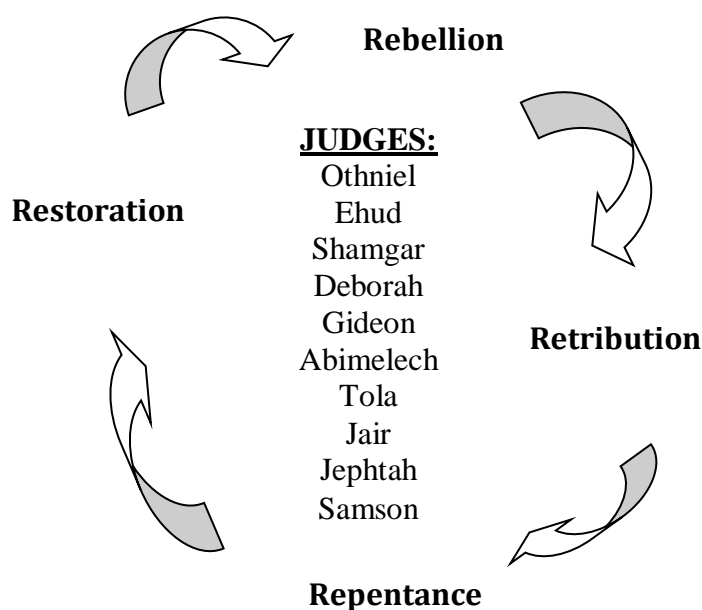 Rebellion
JUDGES:
Othniel
Restoration
Ehud
Shamgar
Deborah
Gideon
Retribution
Abimelech
Tola
Jair
Jephtah
Samson
Repentance